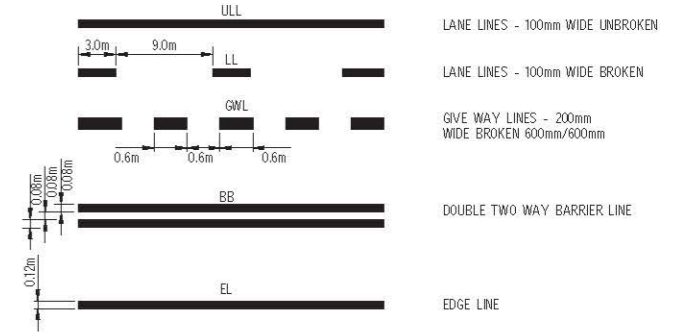 ULL
LANE LINES - 100mm WIDE UNBROKEN
3.0m 9.0m
LL
LANE LINES - 100mm WIDE BROKEN
GWL
GIVE WAY LINES - 200mm
WIDE BROKEN 600mm/600mm
0.6m 0.6m 0.6m
0.08m
0.08m
0.08m
BB
DOUBLE TWO WAY BARRIER LINE
0.12m
EL
EDGE LINE